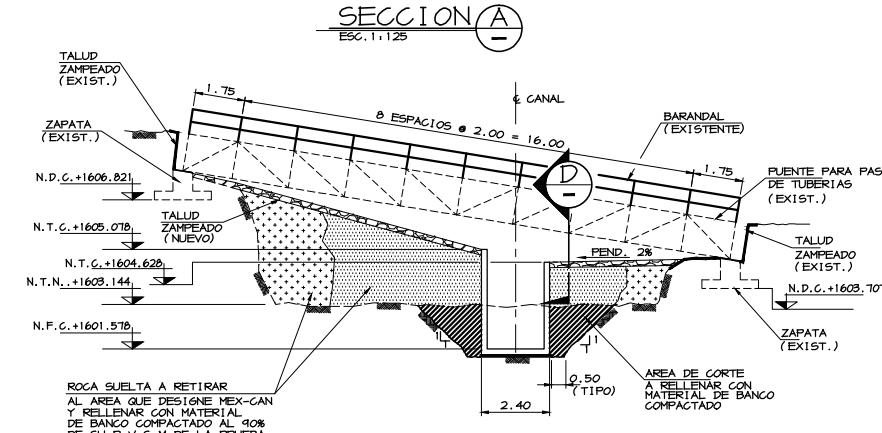 SECCION A
ESC. 1:125
TALUD
ZAMPEADO
(EXIST.)
1.75
8 ESPACIOS @ 2.00 = 16.00
℄ CANAL
BARANDAL
(EXISTENTE)
ZAPATA
(EXIST.)
1.75
D
PUENTE PARA PAS
DE TUBERIAS
(EXIST.)
N.D.C.+1606.821
TALUD
ZAMPEADO
(NUEVO)
N.T.C.+1605.078
PEND. 2%
TALUD
ZAMPEADO
(EXIST.)
N.T.C.+1604.628
N.T.N..+1603.144
N.D.C.+1603.70
N.F.C.+1601.578
1
1
ZAPATA
(EXIST.)
ROCA SUELTA A RETIRAR
AL AREA QUE DESIGNE MEX-CAN
Y RELLENAR CON MATERIAL
DE BANCO COMPACTADO AL 90%
0.50
(TIPO)
2.40
AREA DE CORTE
A RELLENAR CON
MATERIAL DE BANCO
COMPACTADO